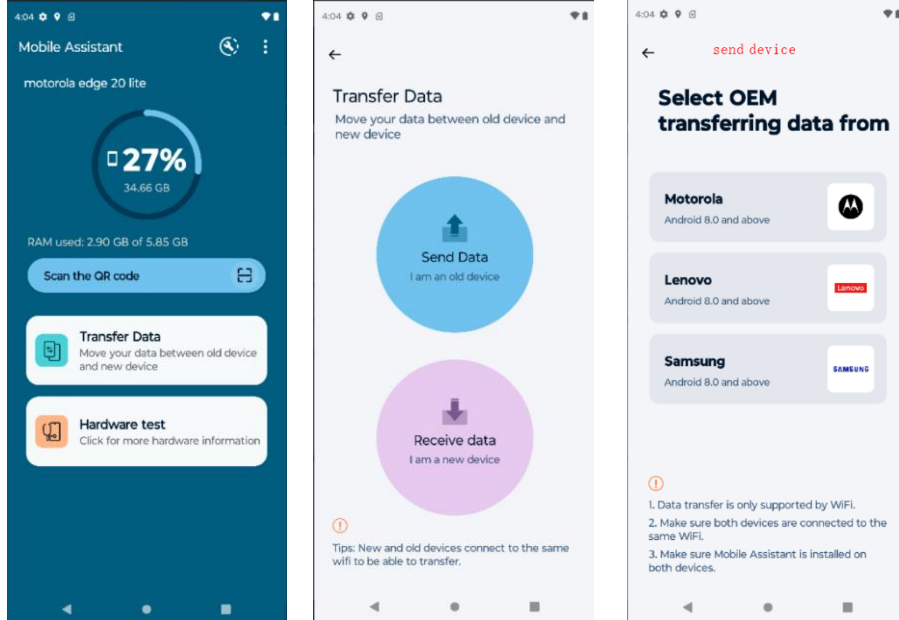 4:04
Mobile Assistant
motorola edge 20 lite
27%
34.66 GB
RAM used: 2.90 GB of 5.85 GB
Scan the QR code
Transfer Data
Move your data between old device
and new device
Hardware test
Click for more hardware information
4:04
Transfer Data
Move your data between old device and
new device
Send Data
I am an old device
Receive data
I am a new device
Tips: New and old devices connect to the same
wifi to be able to transfer.
4:04
send device
Select OEM
transferring data from
Motorola
Android 8.0 and above
Lenovo
Android 8.0 and above
Lenovo
Samsung
Android 8.0 and above
SAMSUNG
1. Data transfer is only supported by WiFi.
2. Make sure both devices are connected to the
same WiFi.
3. Make sure Mobile Assistant is installed on
both devices.